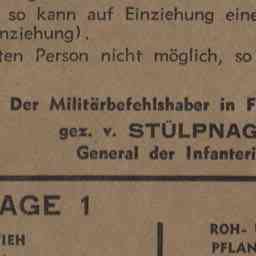 so kann auf Einziehung eine
nziehung).
ten Person nicht möglich, so
Der Militärbefehlshaber in F
gez. v. STÜLPNAG
General der Infanteri
AGE 1
IEH
ROH-
PFLAN